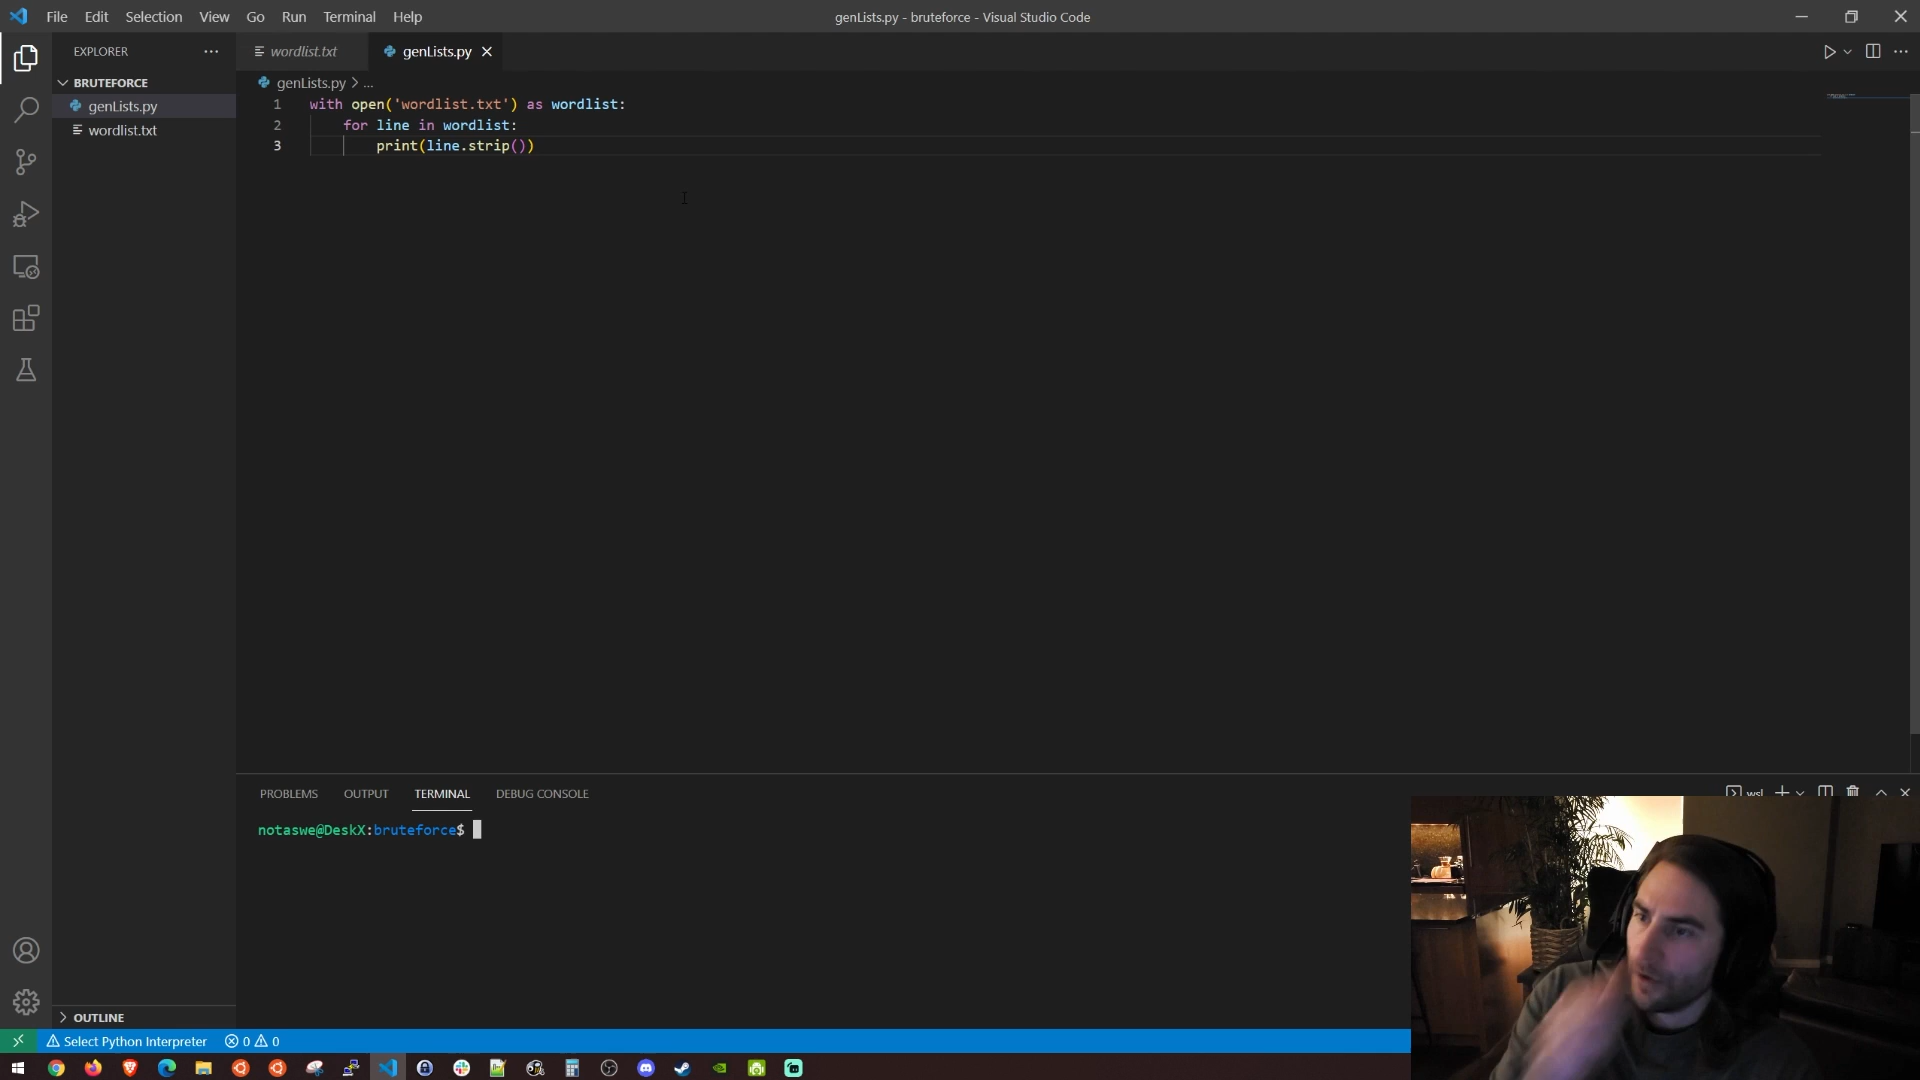 File Edit Selection View Go Run Terminal Help
genLists.py - bruteforce - Visual Studio Code
EXPLORER
wordlist.txt
genLists.py
BRUTEFORCE
genLists.py
wordlist.txt
genLists.py > ...
1 with open('wordlist.txt') as wordlist:
2 for line in wordlist:
3 print(line.strip())
PROBLEMS OUTPUT TERMINAL DEBUG CONSOLE
wsl
notaswe@DeskX:bruteforce$
OUTLINE
Select Python Interpreter 0 0